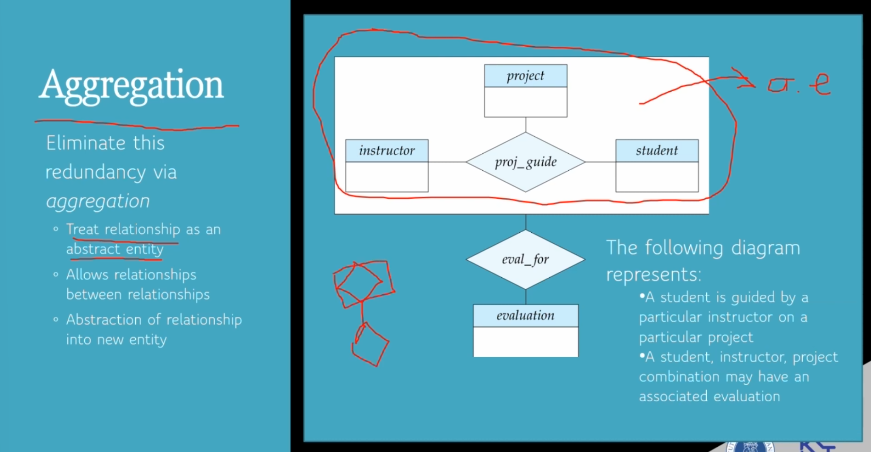 Aggregation
Eliminate this
redundancy via
aggregation
Treat relationship as an
abstract entity
Allows relationships
between relationships
Abstraction of relationship
into new entity
project
instructor
proj_guide
student
a.e
eval_for
evaluation
The following diagram
represents:
•A student is guided by a
particular instructor on a
particular project
•A student, instructor, project
combination may have an
associated evaluation